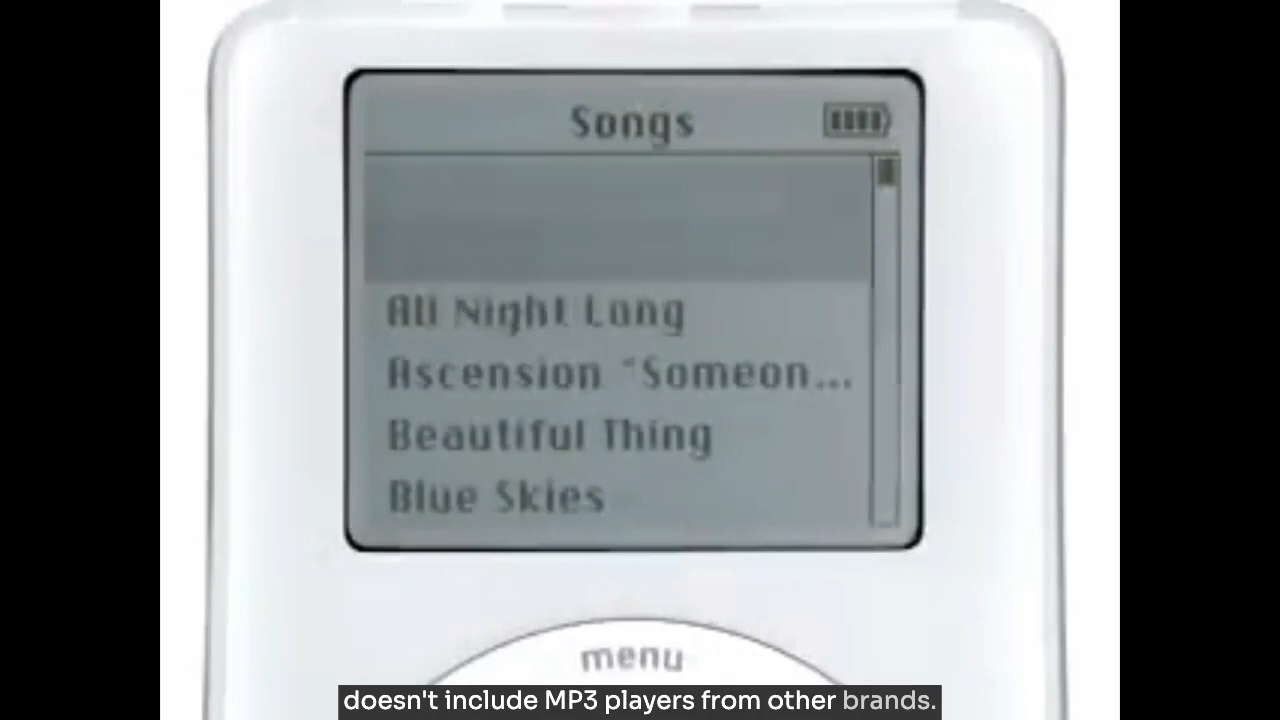 Songs
All Night Long
Ascension "Someon...
Beautiful Thing
Blue Skies
menu
doesn't include MP3 players from other brands.